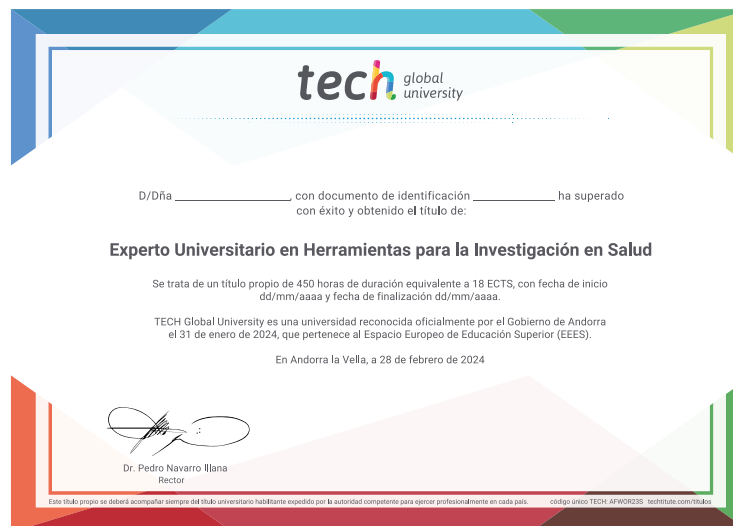 tech global university
D/Dña ____________, con documento de identificación ____________ ha superado
con éxito y obtenido el título de:
Experto Universitario en Herramientas para la Investigación en Salud
Se trata de un título propio de 450 horas de duración equivalente a 18 ECTS, con fecha de inicio
dd/mm/aaaa y fecha de finalización dd/mm/aaaa.
TECH Global University es una universidad reconocida oficialmente por el Gobierno de Andorra
el 31 de enero de 2024, que pertenece al Espacio Europeo de Educación Superior (EEES).
En Andorra la Vella, a 28 de febrero de 2024
Dr. Pedro Navarro Illana
Rector
Este título propio se deberá acompañar siempre del título universitario habilitante expedido por la autoridad competente para ejercer profesionalmente en cada país. código único TECH: AFWOR23S techtitute.com/titulos